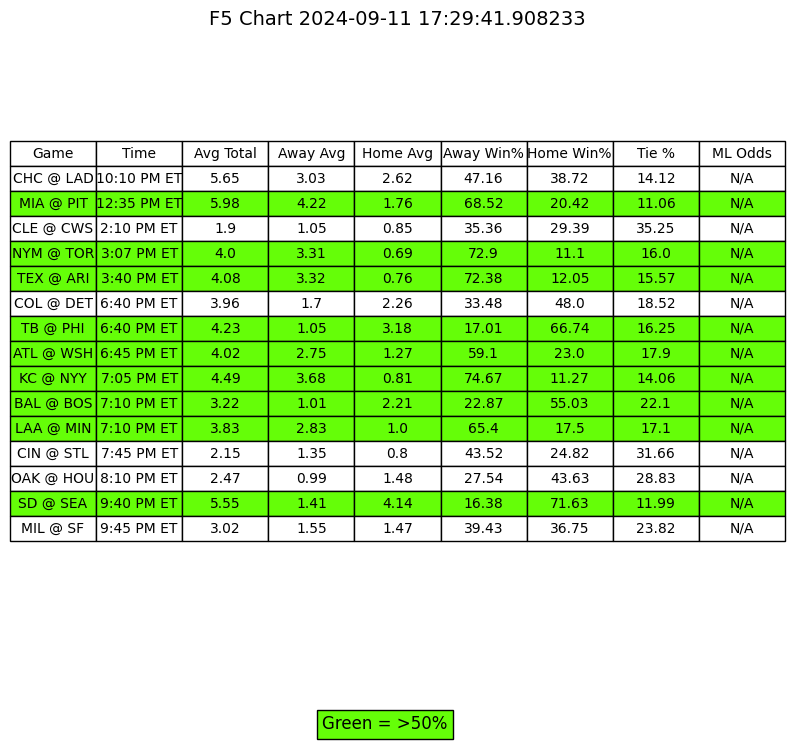 F5 Chart 2024-09-11 17:29:41.908233
Game Time Avg Total Away Avg Home Avg Away Win% Home Win% Tie % ML Odds
CHC @ LAD 10:10 PM ET 5.65 3.03 2.62 47.16 38.72 14.12 N/A
MIA @ PIT 12:35 PM ET 5.98 4.22 1.76 68.52 20.42 11.06 N/A
CLE @ CWS 2:10 PM ET 1.9 1.05 0.85 35.36 29.39 35.25 N/A
NYM @ TOR 3:07 PM ET 4.0 3.31 0.69 72.9 11.1 16.0 N/A
TEX @ ARI 3:40 PM ET 4.08 3.32 0.76 72.38 12.05 15.57 N/A
COL @ DET 6:40 PM ET 3.96 1.7 2.26 33.48 48.0 18.52 N/A
TB @ PHI 6:40 PM ET 4.23 1.05 3.18 17.01 66.74 16.25 N/A
ATL @ WSH 6:45 PM ET 4.02 2.75 1.27 59.1 23.0 17.9 N/A
KC @ NYY 7:05 PM ET 4.49 3.68 0.81 74.67 11.27 14.06 N/A
BAL @ BOS 7:10 PM ET 3.22 1.01 2.21 22.87 55.03 22.1 N/A
LAA @ MIN 7:10 PM ET 3.83 2.83 1.0 65.4 17.5 17.1 N/A
CIN @ STL 7:45 PM ET 2.15 1.35 0.8 43.52 24.82 31.66 N/A
OAK @ HOU 8:10 PM ET 2.47 0.99 1.48 27.54 43.63 28.83 N/A
SD @ SEA 9:40 PM ET 5.55 1.41 4.14 16.38 71.63 11.99 N/A
MIL @ SF 9:45 PM ET 3.02 1.55 1.47 39.43 36.75 23.82 N/A
Green = >50%